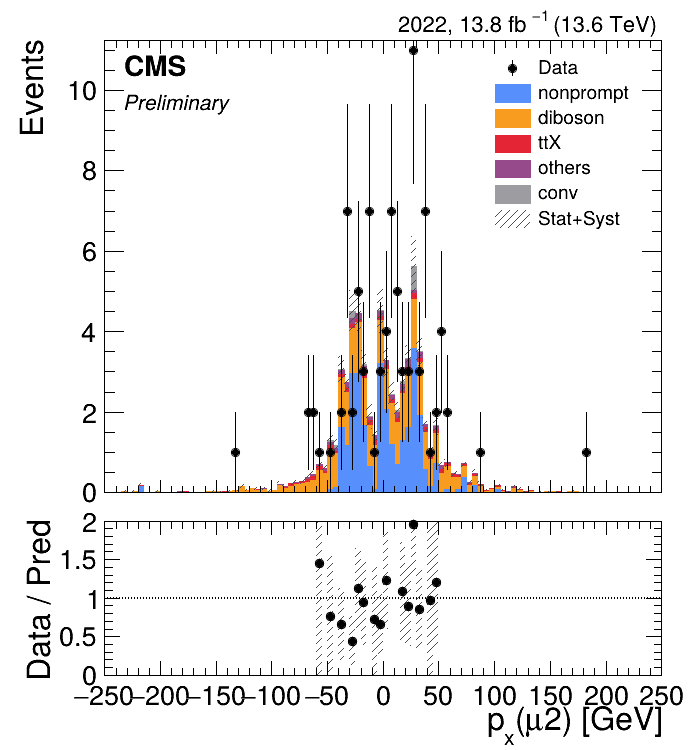 2022, 13.8 fb⁻¹ (13.6 TeV)
Events
CMS
Preliminary
Data
nonprompt
diboson
ttX
others
conv
Stat+Syst
10
8
6
4
2
0
Data / Pred
2
1.5
1
0.5
0
−250 −200 −150 −100 −50 0 50 100 150 200 250
pₓ(μ2) [GeV]